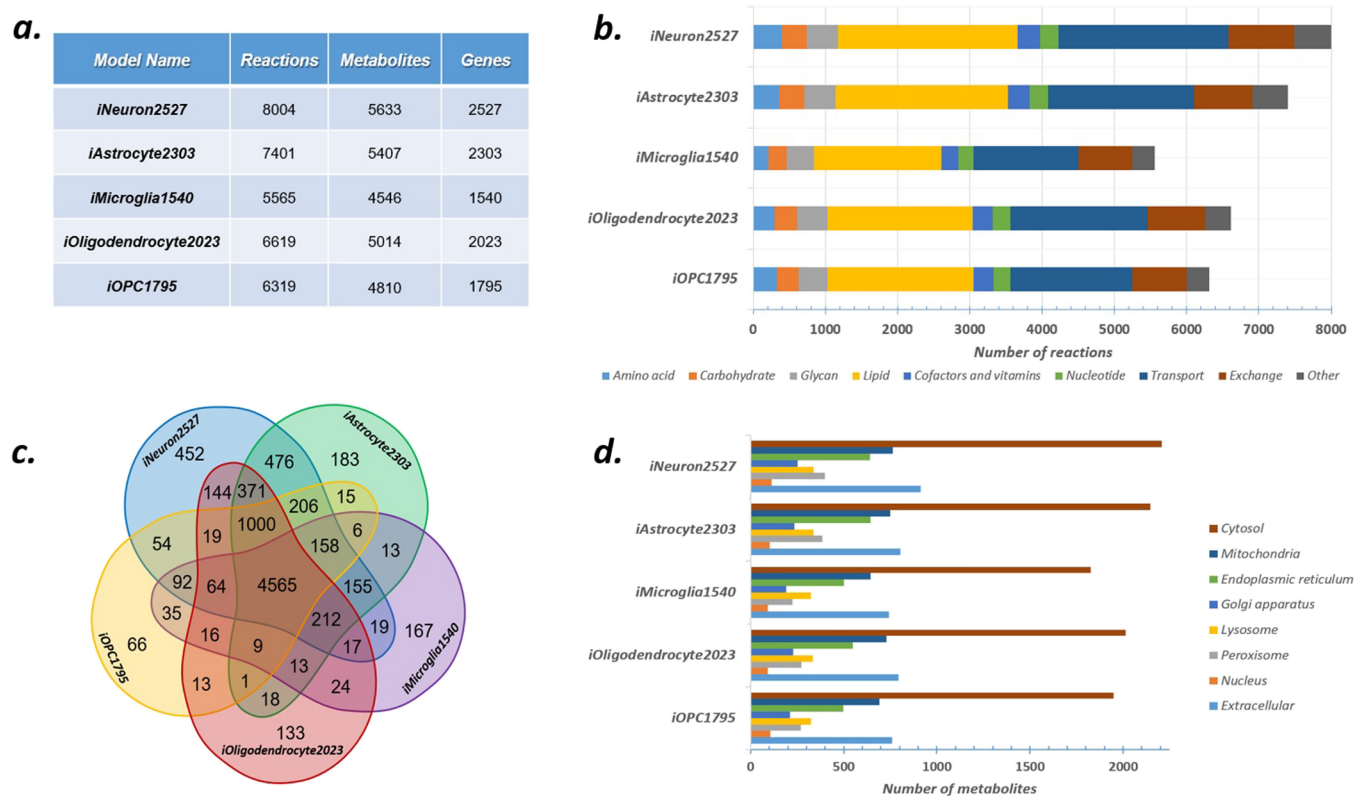 a.
Model Name Reactions Metabolites Genes
iNeuron2527 8004 5633 2527
iAstrocyte2303 7401 5407 2303
iMicroglia1540 5565 4546 1540
iOligodendrocyte2023 6619 5014 2023
iOPC1795 6319 4810 1795
b.
iNeuron2527
iAstrocyte2303
iMicroglia1540
iOligodendrocyte2023
iOPC1795
0 1000 2000 3000 4000 5000 6000 7000 8000
Number of reactions
Amino acid Carbohydrate Glycan Lipid Cofactors and vitamins Nucleotide Transport Exchange Other
c.
iNeuron2527
iAstrocyte2303
452
476
183
144 371
206
15
19
1000
6
54
158
13
92
64
4565
155
35
212
19
167
66
16
9
17
iOPC1795
iMicroglia1540
13
1
13
24
18
133
iOligodendrocyte2023
d.
iNeuron2527
iAstrocyte2303
iMicroglia1540
iOligodendrocyte2023
iOPC1795
0 500 1000 1500 2000
Number of metabolites
Cytosol
Mitochondria
Endoplasmic reticulum
Golgi apparatus
Lysosome
Peroxisome
Nucleus
Extracellular